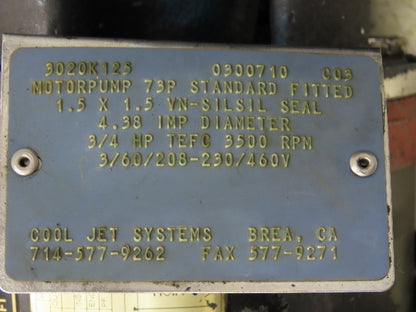 3020K125 0300710 C03
MOTORPUMP 73P STANDARD FITTED
1.5 X 1.5 VN-SILSIL SEAL
4.38 IMP DIAMETER
3/4 HP TEFC 3500 RPM
3/60/208-230/460V
COOL JET SYSTEMS BREA, CA
714-577-9262 FAX 577-9271